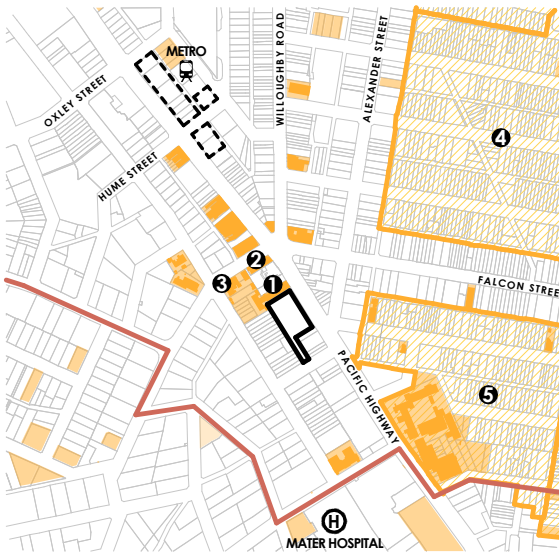 METRO
OXLEY STREET
WILLOUGHBY ROAD
ALEXANDER STREET
HUME STREET
4
2
3
1
FALCON STREE
PACIFIC HIGHWAY
5
H
MATER HOSPITAL